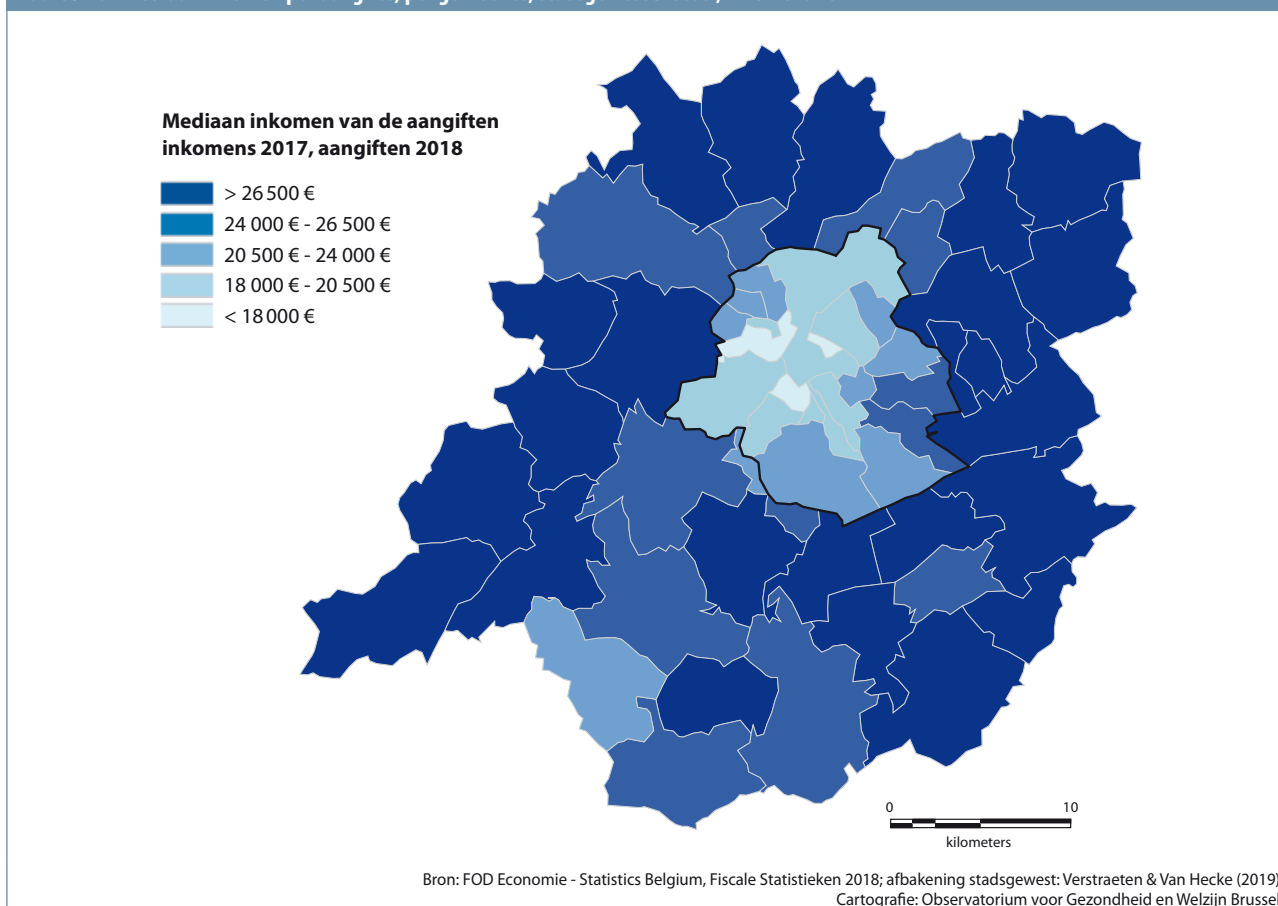 Mediaan inkomen van de aangiften
inkomens 2017, aangiften 2018
> 26 500 €
24 000 € - 26 500 €
20 500 € - 24 000 €
18 000 € - 20 500 €
< 18 000 €
0 10
kilometers
Bron: FOD Economie - Statistics Belgium, Fiscale Statistieken 2018; afbakening stadsgewest: Verstraeten & Van Hecke (2019)
Cartografie: Observatorium voor Gezondheid en Welzijn Brussel